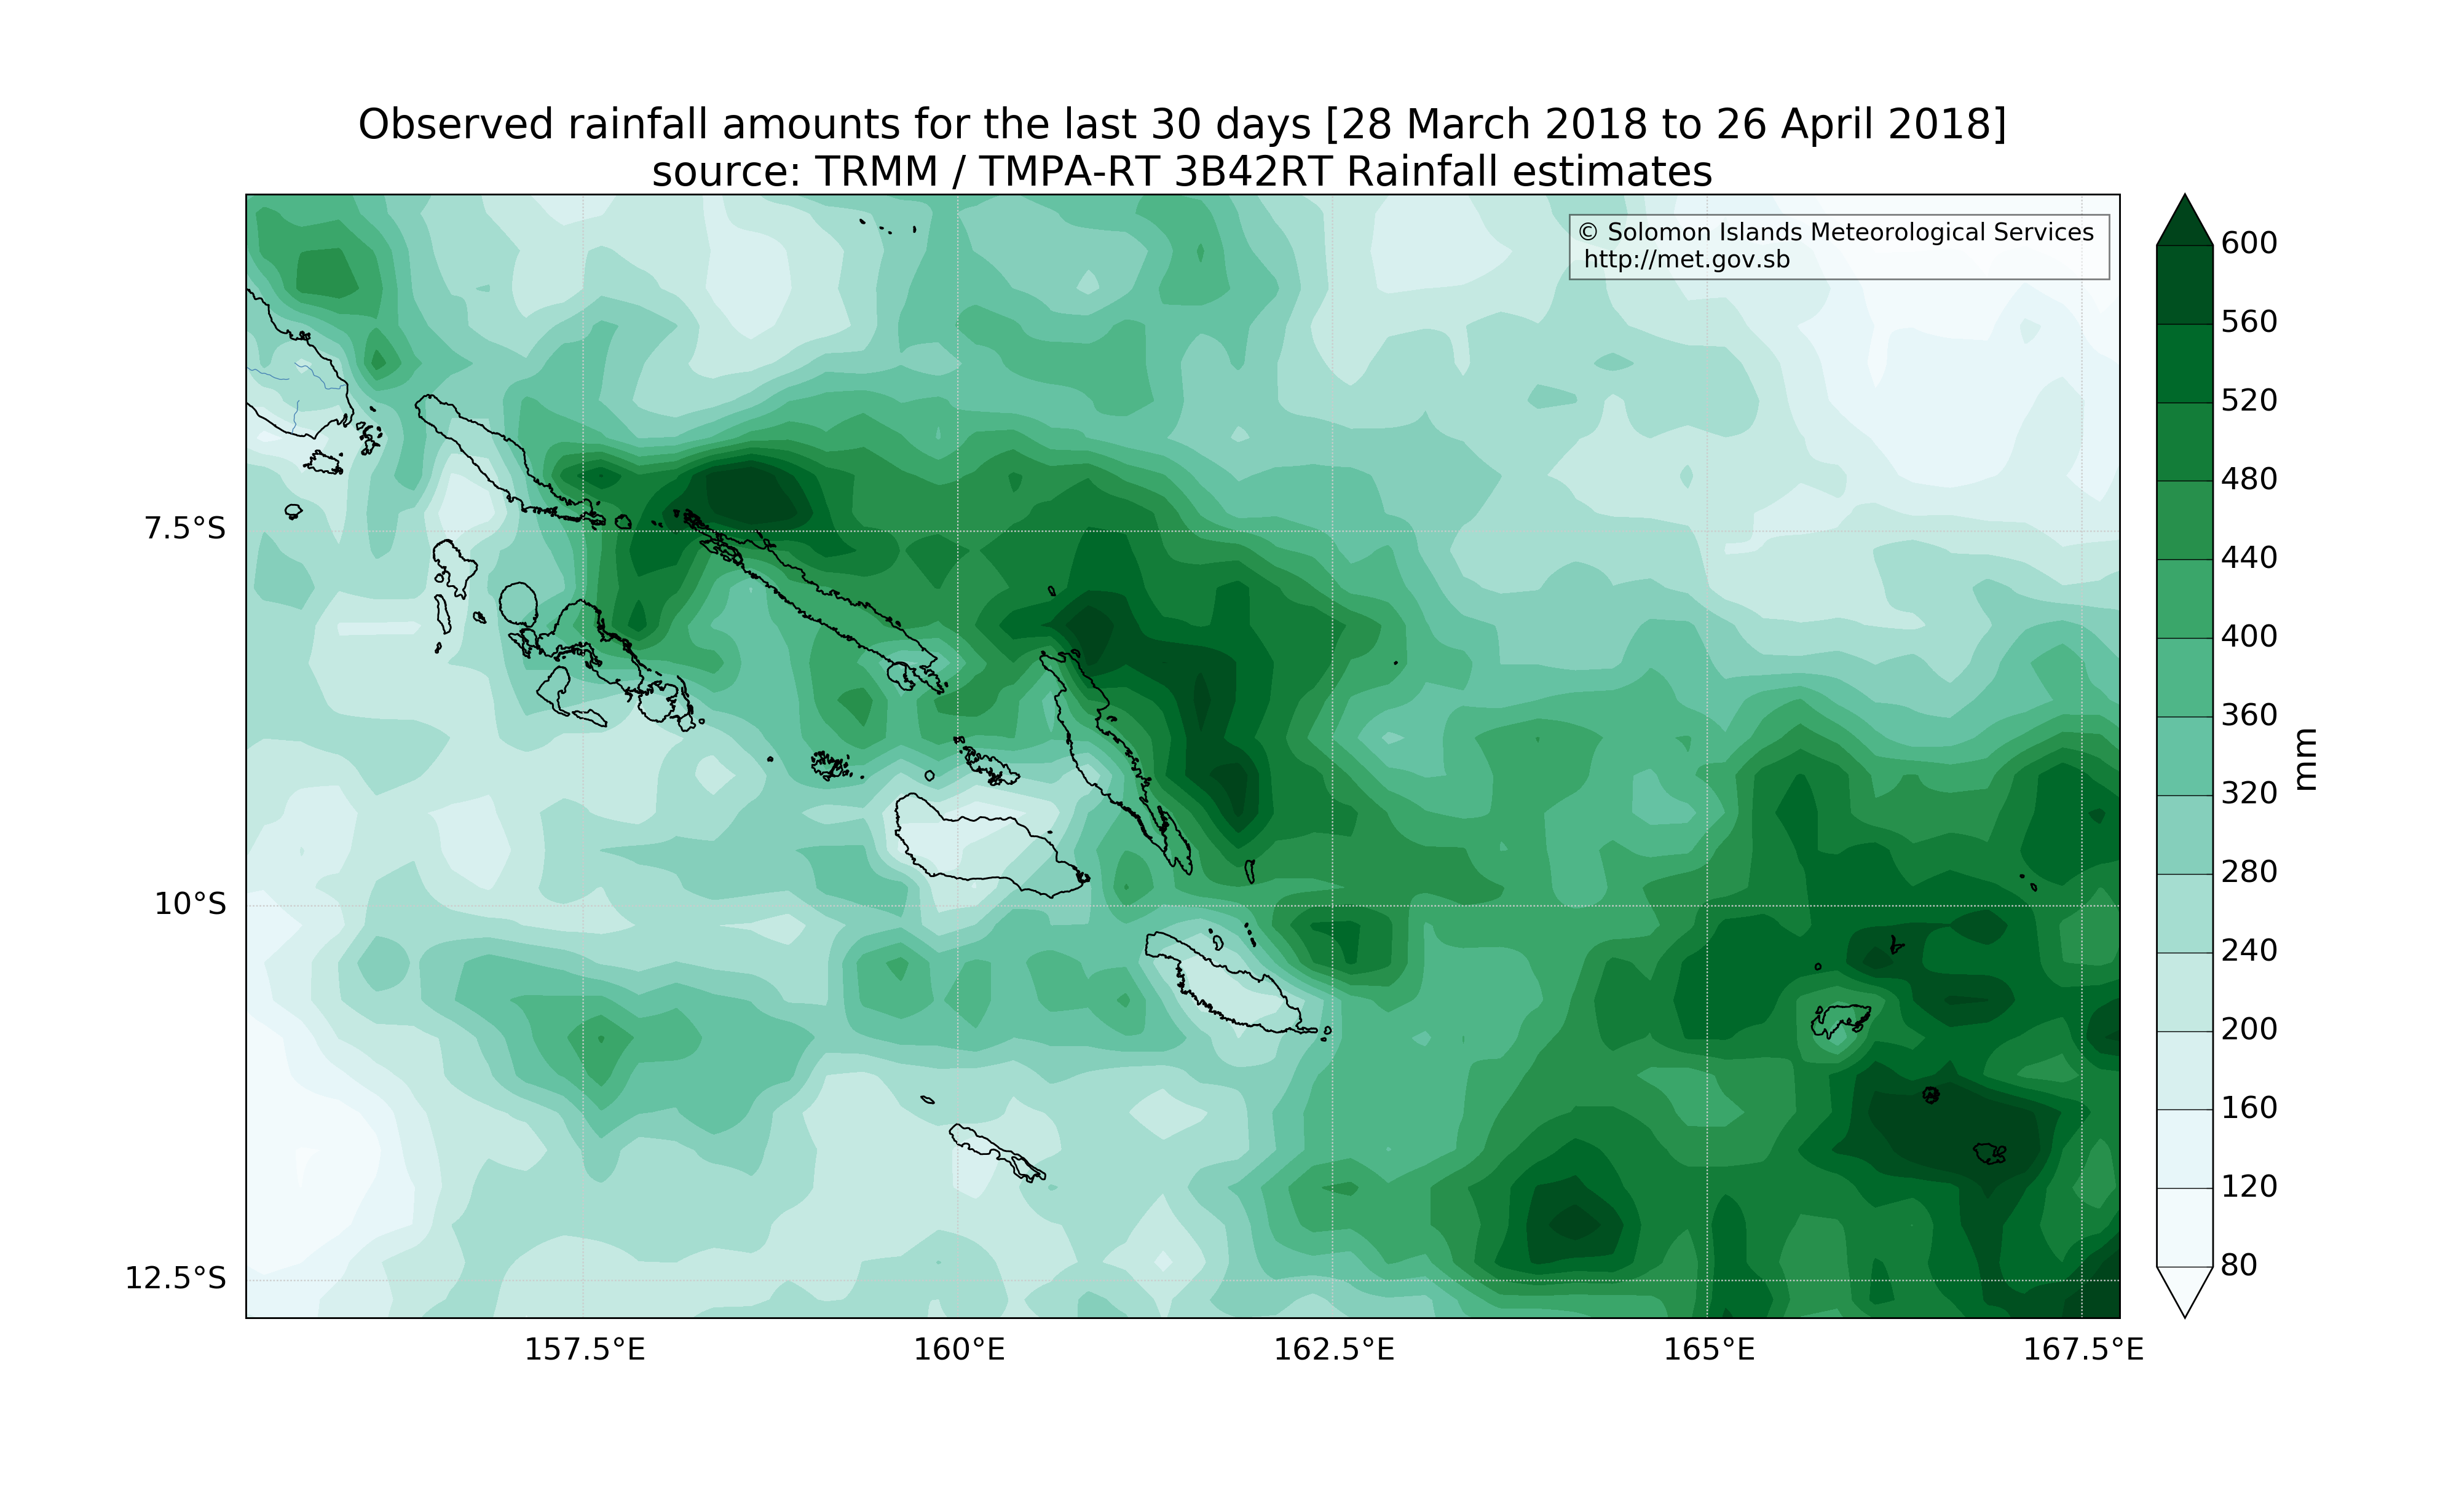 Observed rainfall amounts for the last 30 days [28 March 2018 to 26 April 2018]
source: TRMM / TMPA-RT 3B42RT Rainfall estimates
© Solomon Islands Meteorological Services
http://met.gov.sb
7.5°S
10°S
12.5°S
157.5°E
160°E
162.5°E
165°E
167.5°E
600
560
520
480
440
400
360
320
280
240
200
160
120
80
mm